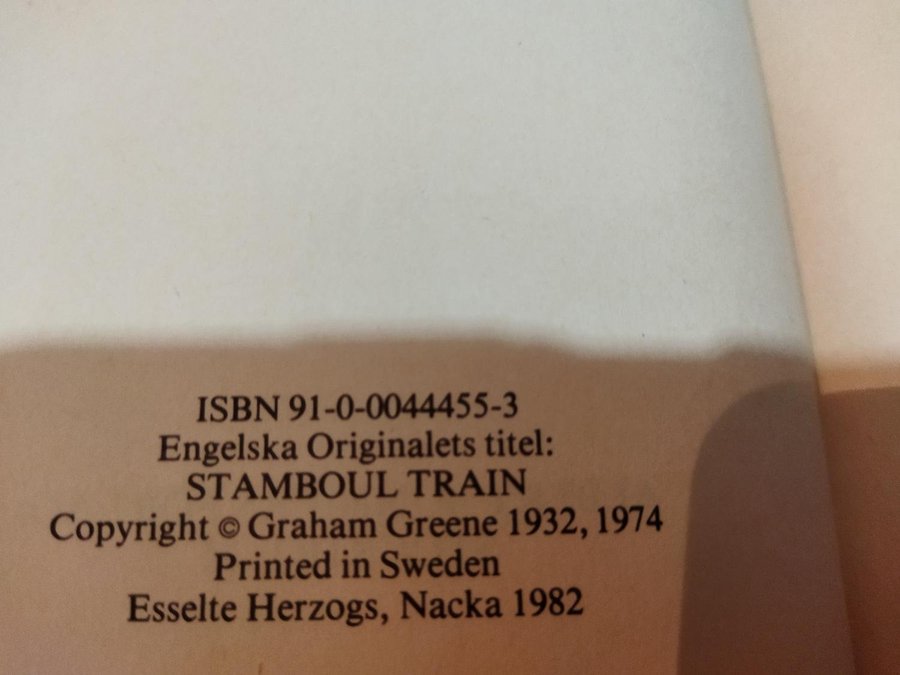 ISBN 91-0-0044455-3
Engelska Originalets titel:
STAMBOUL TRAIN
Copyright © Graham Greene 1932, 1974
Printed in Sweden
Esselte Herzogs, Nacka 1982